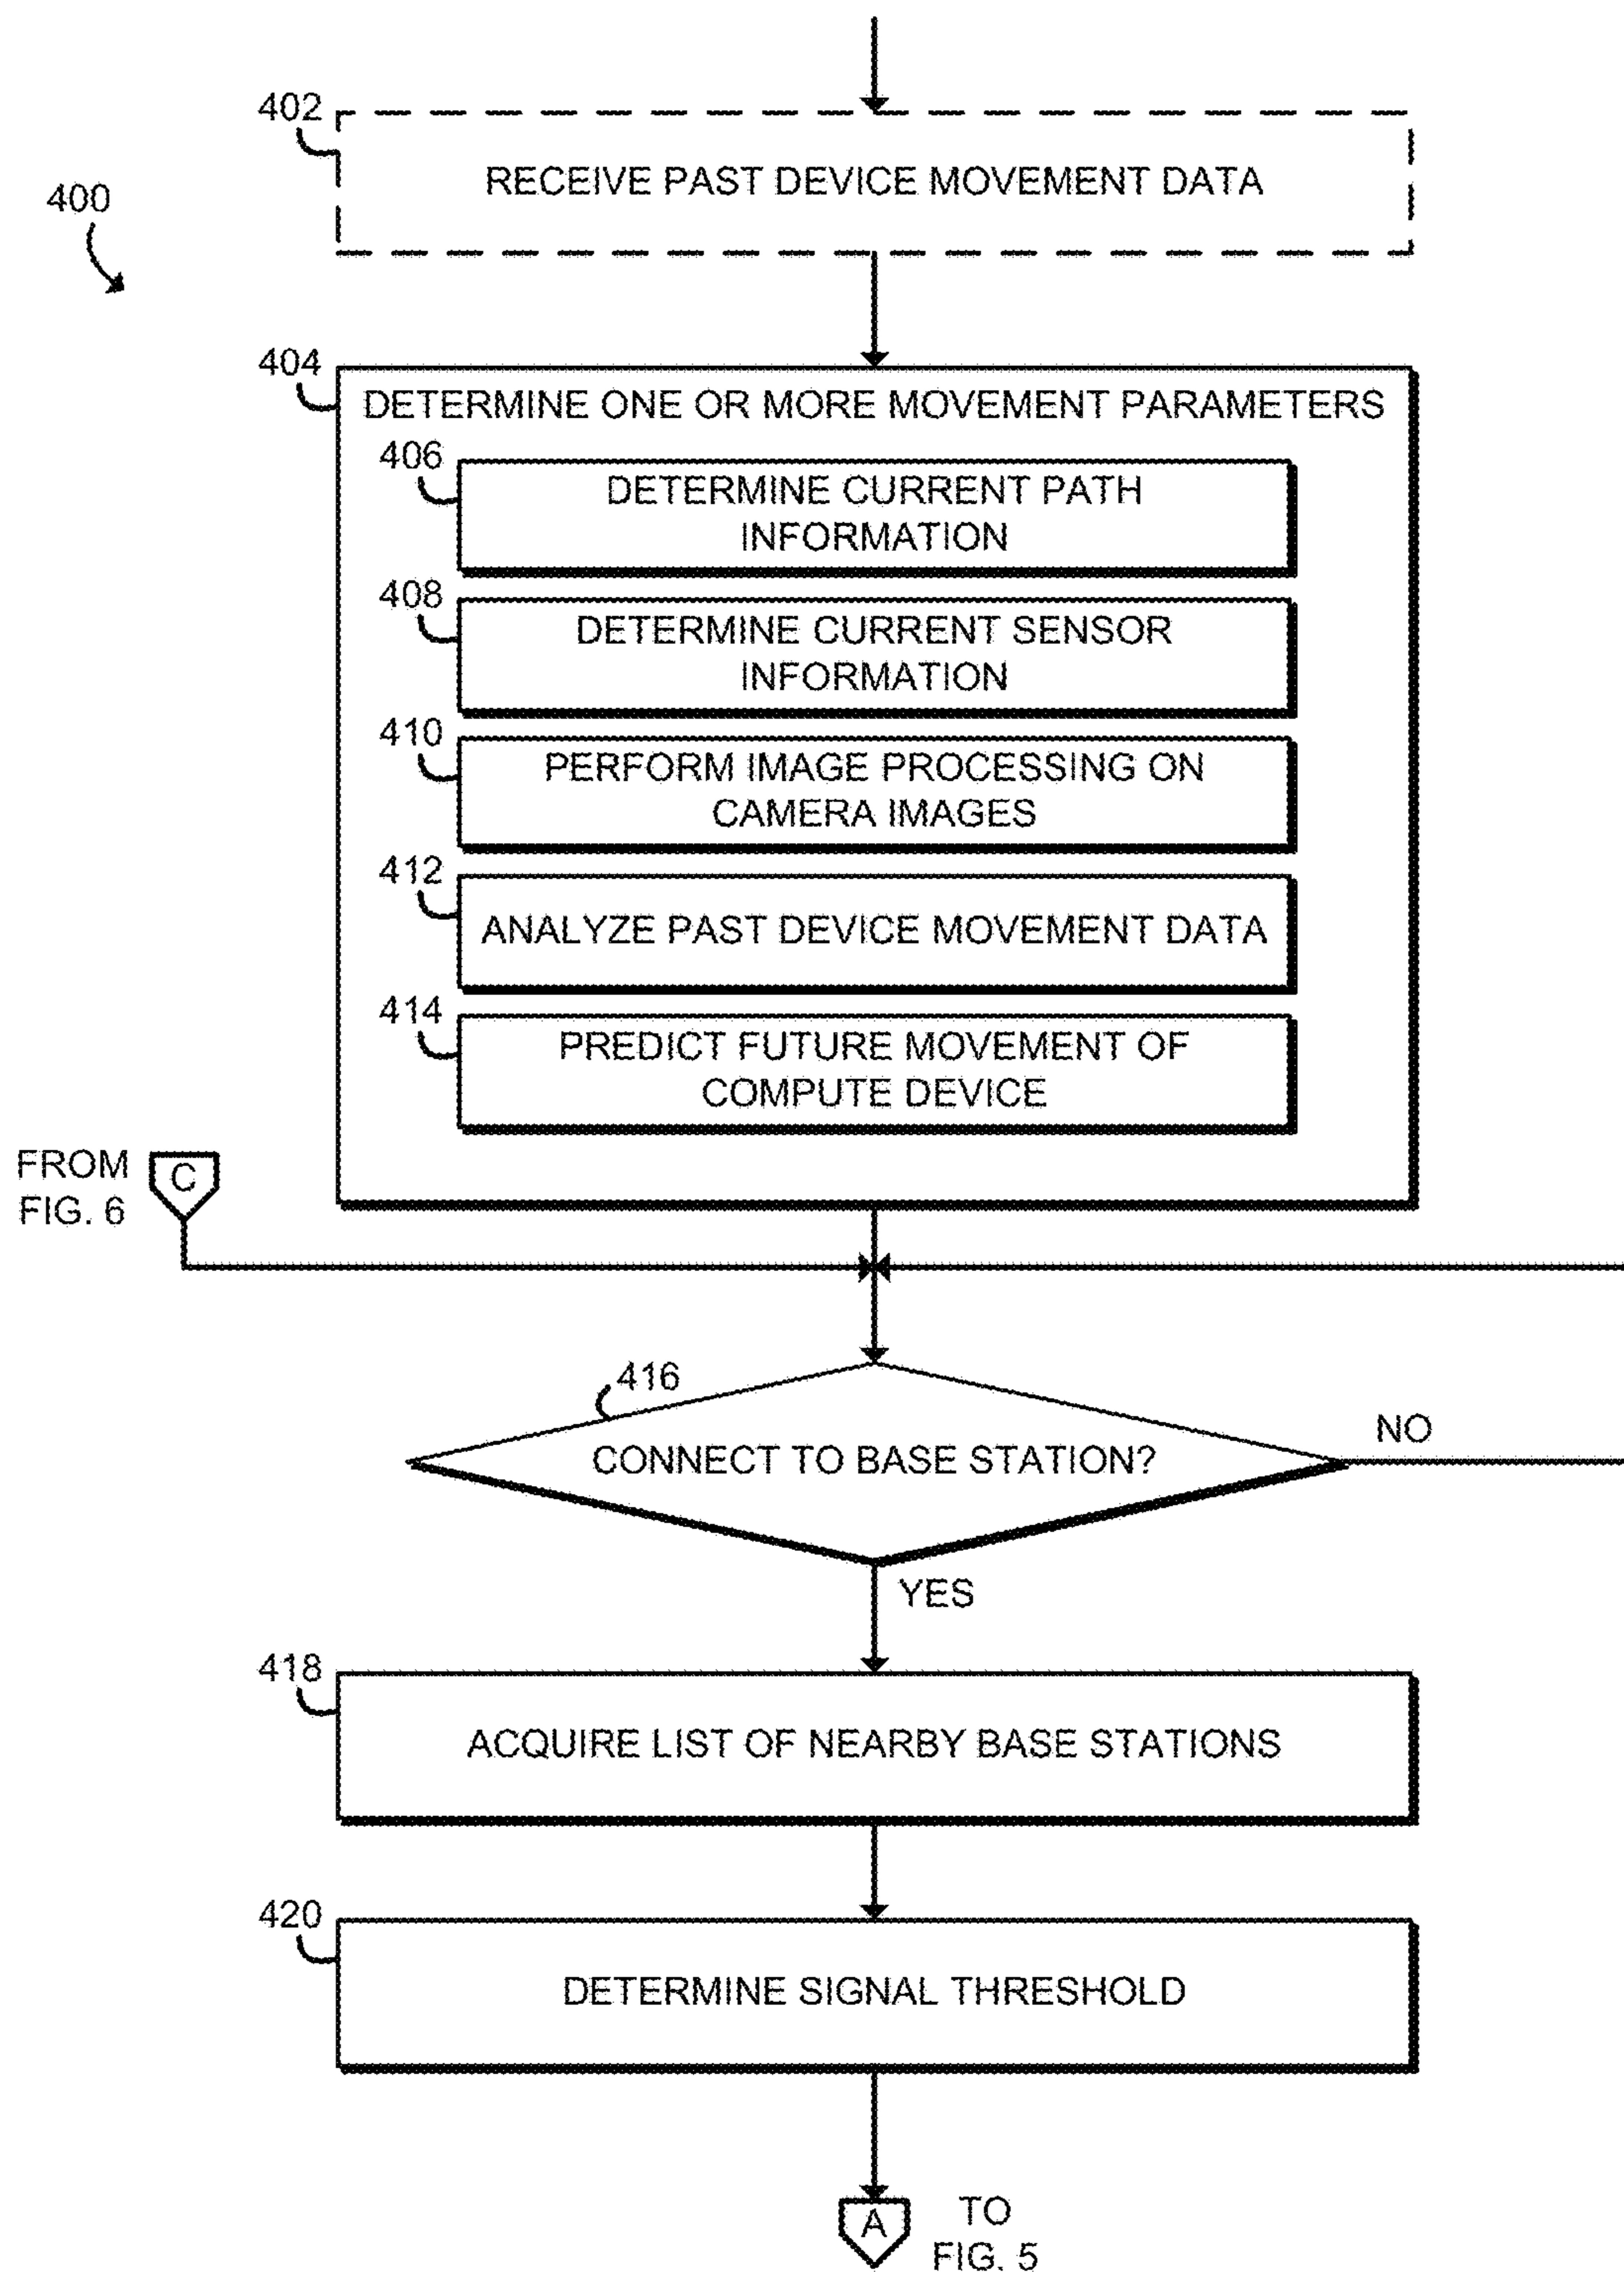 402
RECEIVE PAST DEVICE MOVEMENT DATA
400
404
DETERMINE ONE OR MORE MOVEMENT PARAMETERS
406
DETERMINE CURRENT PATH
INFORMATION
408
DETERMINE CURRENT SENSOR
INFORMATION
410
PERFORM IMAGE PROCESSING ON
CAMERA IMAGES
412
ANALYZE PAST DEVICE MOVEMENT DATA
414
PREDICT FUTURE MOVEMENT OF
COMPUTE DEVICE
FROM
FIG. 6
C
416
CONNECT TO BASE STATION?
NO
YES
418
ACQUIRE LIST OF NEARBY BASE STATIONS
420
DETERMINE SIGNAL THRESHOLD
A
TO
FIG. 5